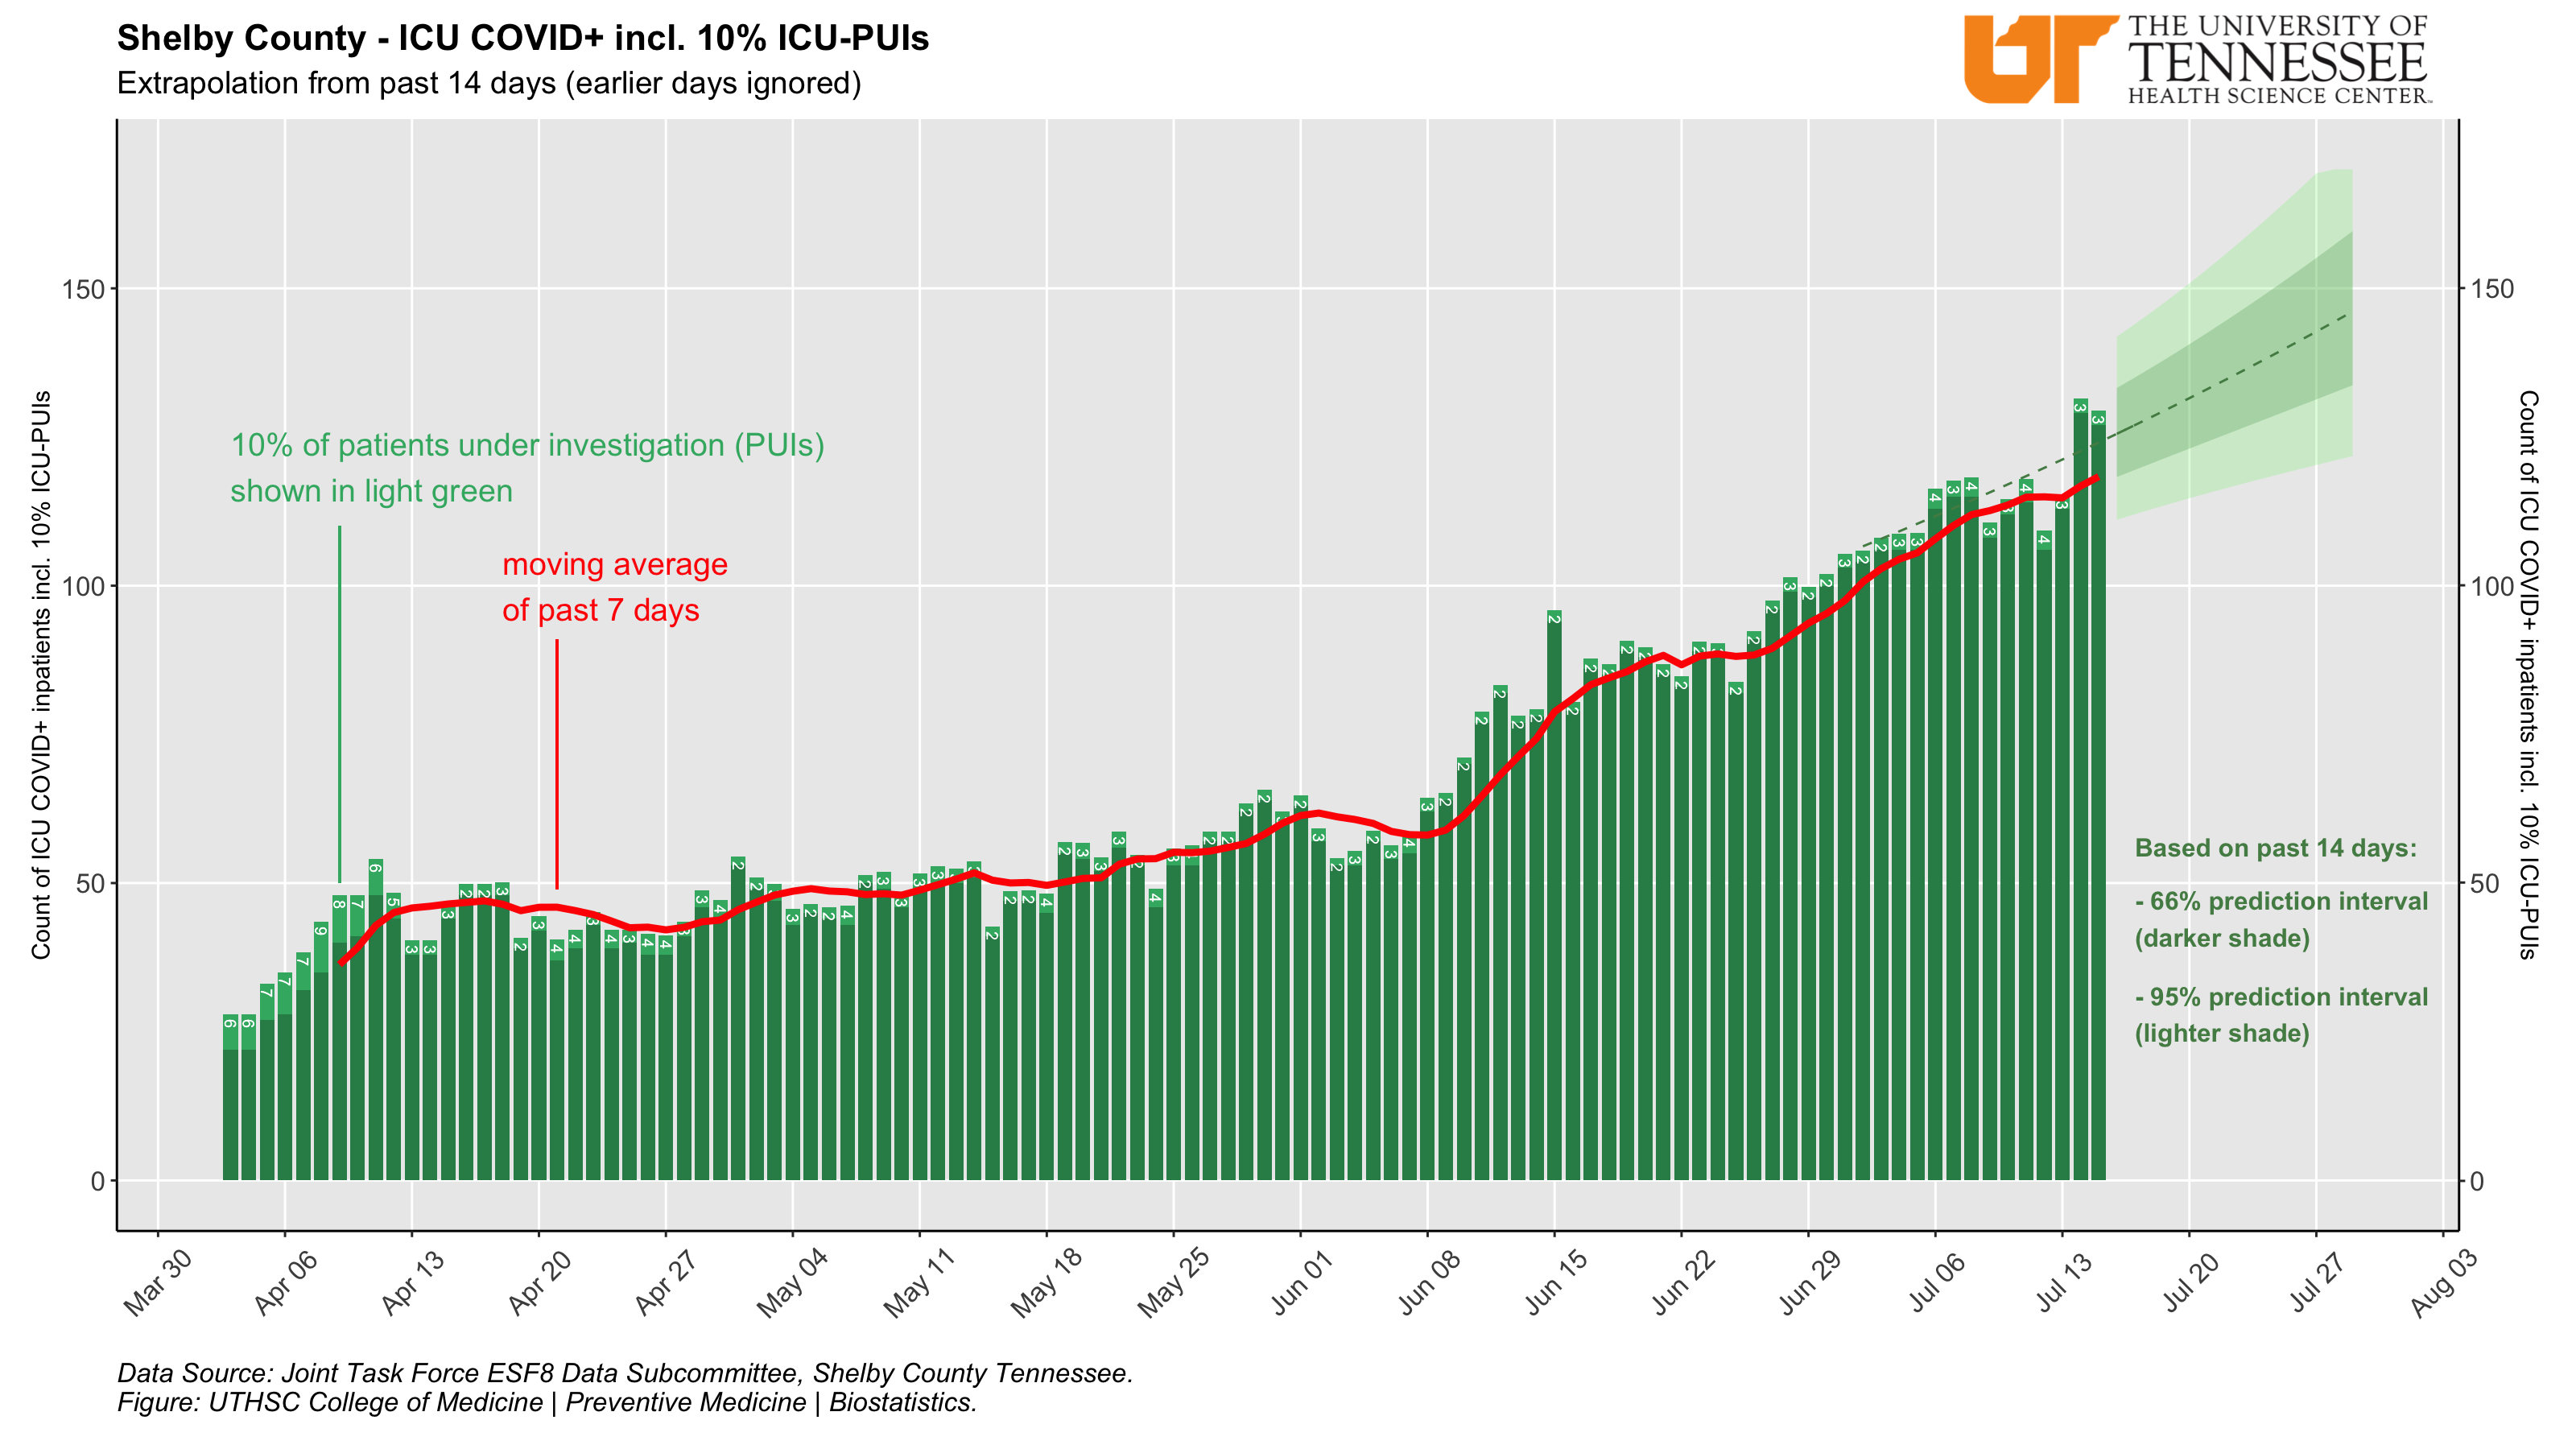 Shelby County - ICU COVID+ incl. 10% ICU-PUIs
Extrapolation from past 14 days (earlier days ignored)
UT
THE UNIVERSITY OF
TENNESSEE
HEALTH SCIENCE CENTER™
Count of ICU COVID+ inpatients incl. 10% ICU-PUIs
150
100
50
0
10% of patients under investigation (PUIs)
shown in light green
moving average
of past 7 days
150
100
50
0
Count of ICU COVID+ inpatients incl. 10% ICU-PUIs
Based on past 14 days:
- 66% prediction interval
(darker shade)
- 95% prediction interval
(lighter shade)
Mar 30
Apr 06
Apr 13
Apr 20
Apr 27
May 04
May 11
May 18
May 25
Jun 01
Jun 08
Jun 15
Jun 22
Jun 29
Jul 06
Jul 13
Jul 20
Jul 27
Aug 03
Data Source: Joint Task Force ESF8 Data Subcommittee, Shelby County Tennessee.
Figure: UTHSC College of Medicine | Preventive Medicine | Biostatistics.